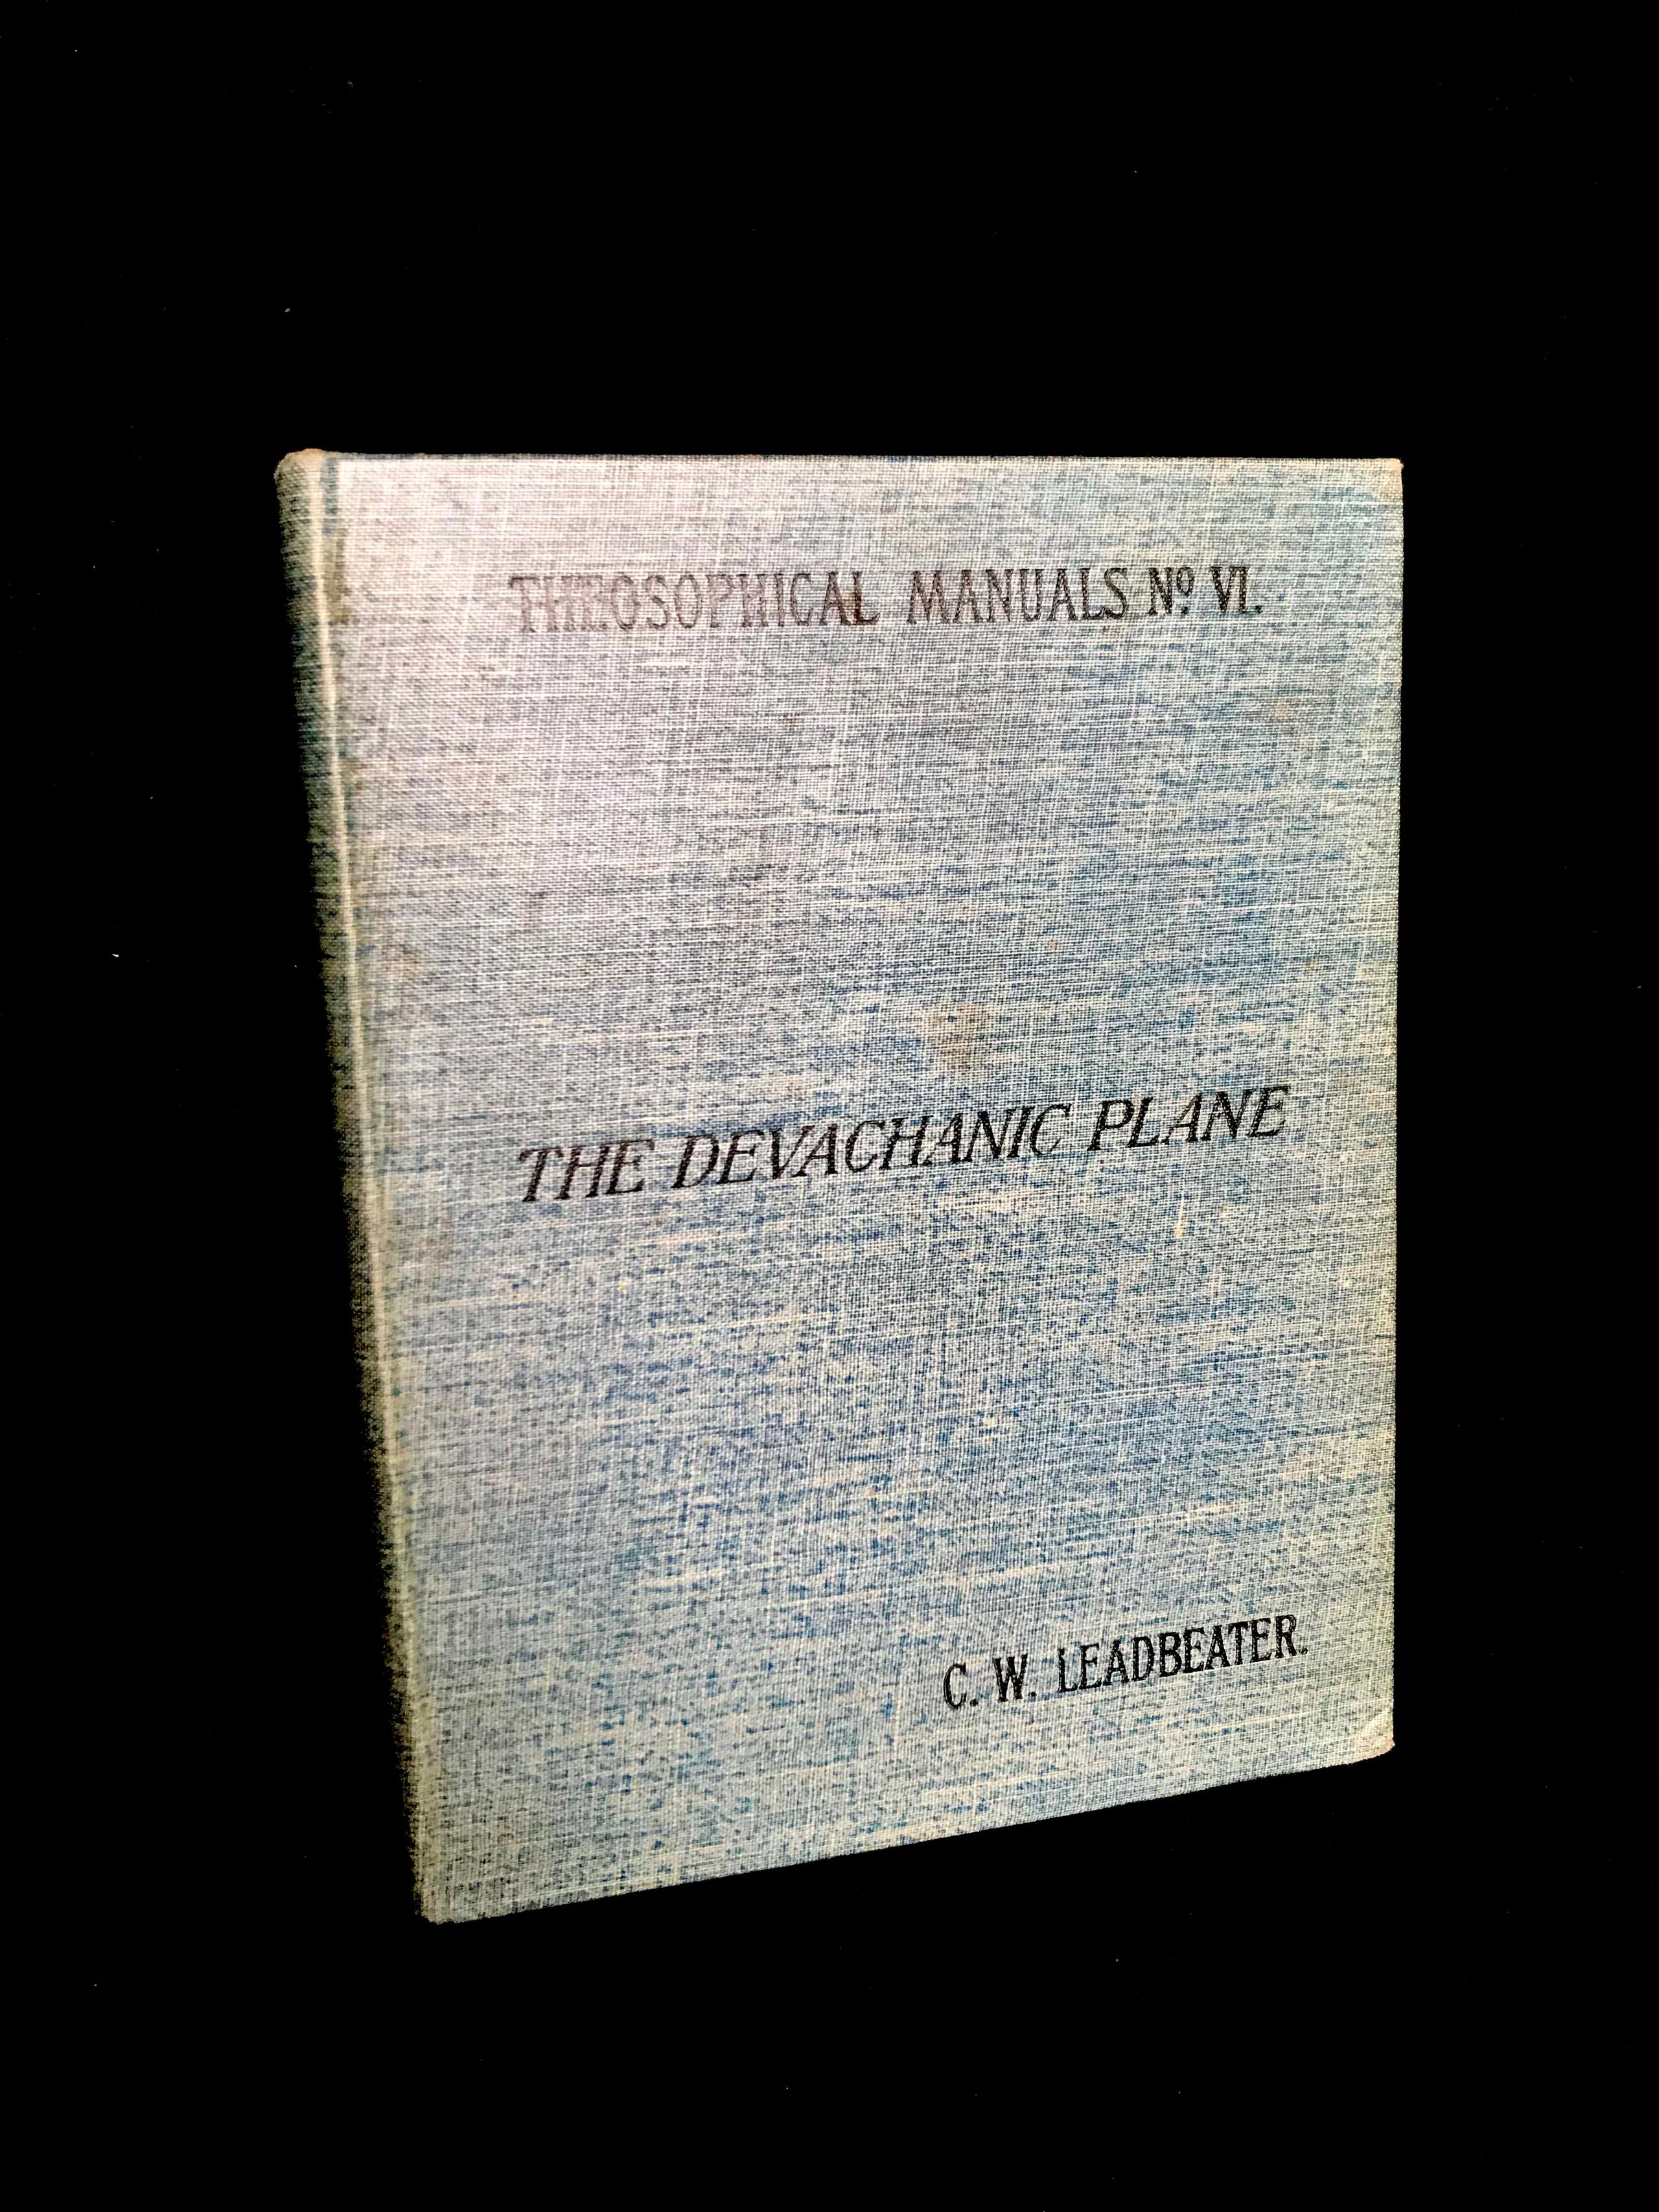 THEOSOPHICAL MANUALS Nº VI.
THE DEVACHANIC PLANE
C. W. LEADBEATER.